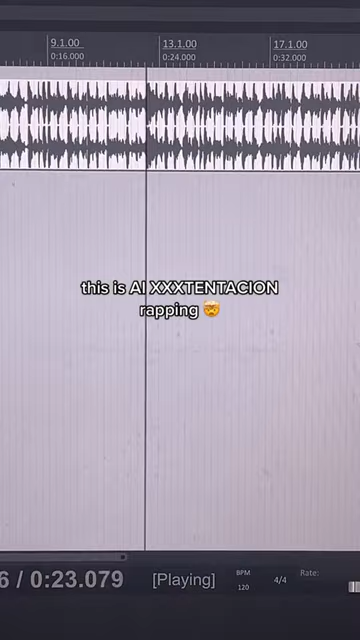 9.1.00 13.1.00 17.1.00
0:16.000 0:24.000 0:32.000
this is AI XXXTENTACION
rapping 🤯
6 / 0:23.079 [Playing] BPM 120 4/4 Rate: